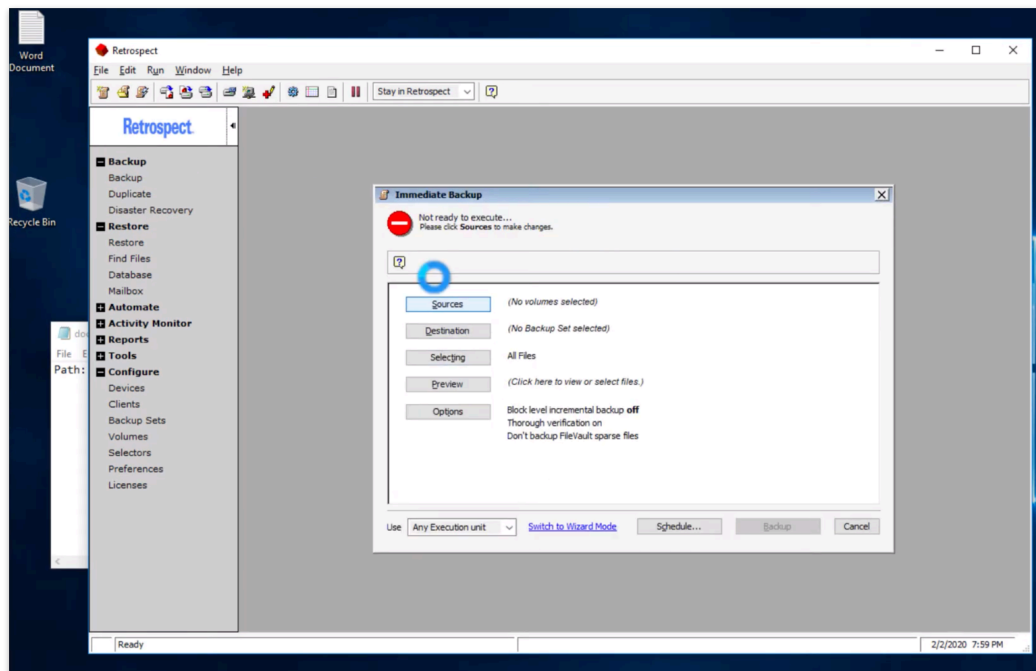 Word
Document
Recycle Bin
Retrospect
File Edit Run Window Help
Stay in Retrospect
Retrospect
Backup
Backup
Duplicate
Disaster Recovery
Restore
Restore
Find Files
Database
Mailbox
Automate
Activity Monitor
Reports
Tools
Configure
Devices
Clients
Backup Sets
Volumes
Selectors
Preferences
Licenses
File
Path:
Immediate Backup
Not ready to execute...
Please click Sources to make changes.
Sources (No volumes selected)
Destination (No Backup Set selected)
Selecting All Files
Preview (Click here to view or select files.)
Options Block level incremental backup off
Thorough verification on
Don't backup FileVault sparse files
Use Any Execution unit Switch to Wizard Mode Schedule... Backup Cancel
Ready 2/2/2020 7:59 PM